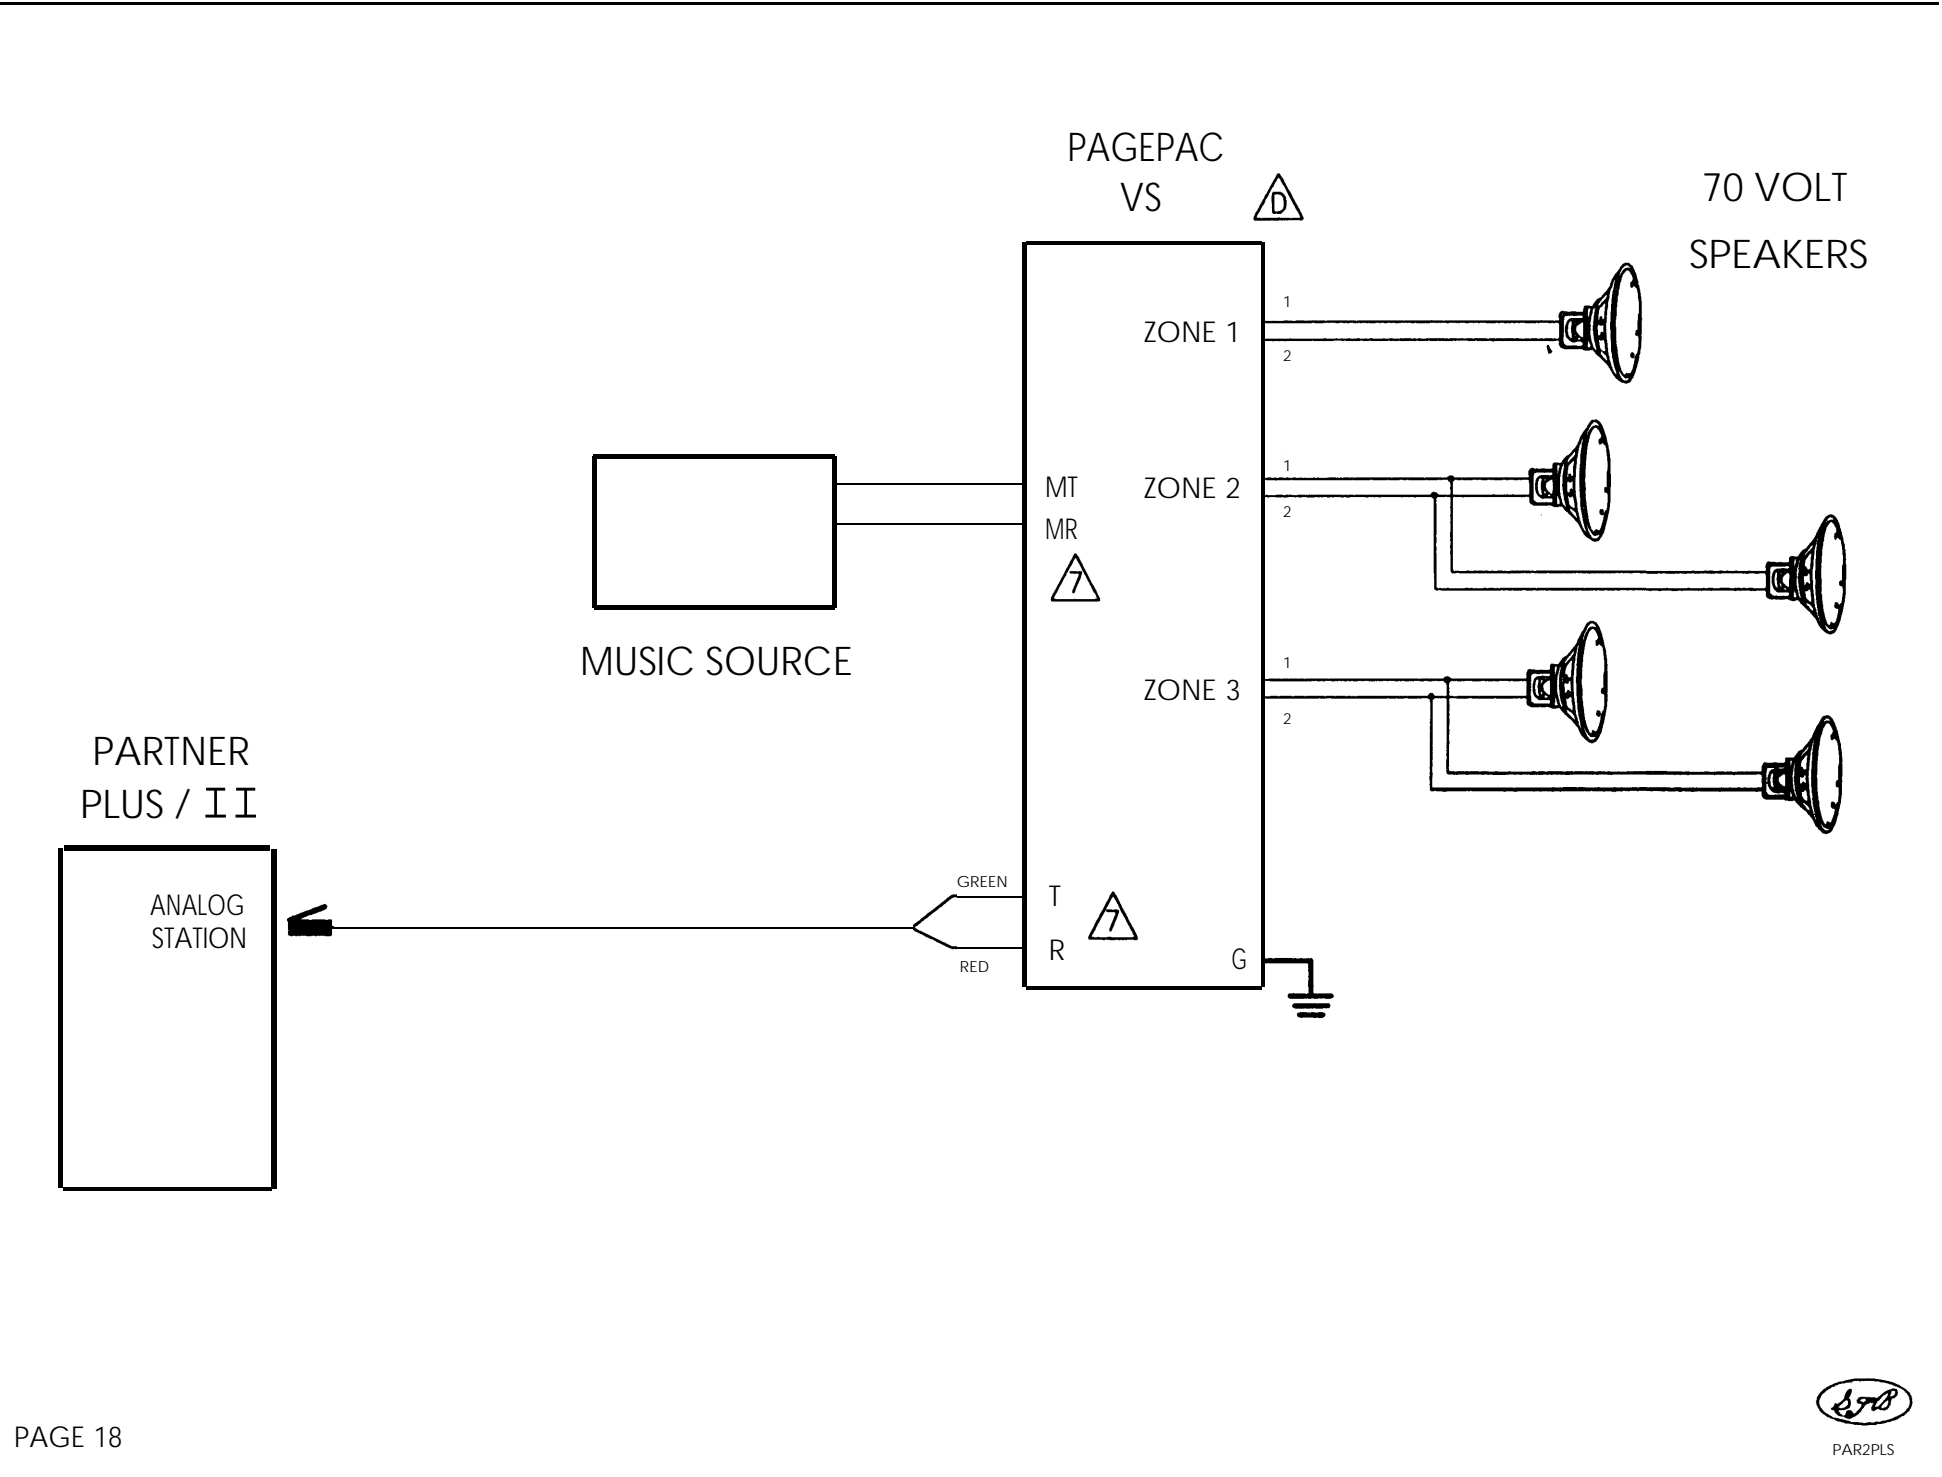 PAGEPAC
VS
D
70 VOLT
SPEAKERS
1
ZONE 1
2
MT
MR
7
1
ZONE 2
2
MUSIC SOURCE
1
ZONE 3
2
PARTNER
PLUS / II
ANALOG
STATION
GREEN
RED
T
R
7
G
PAGE 18
PAR2PLS